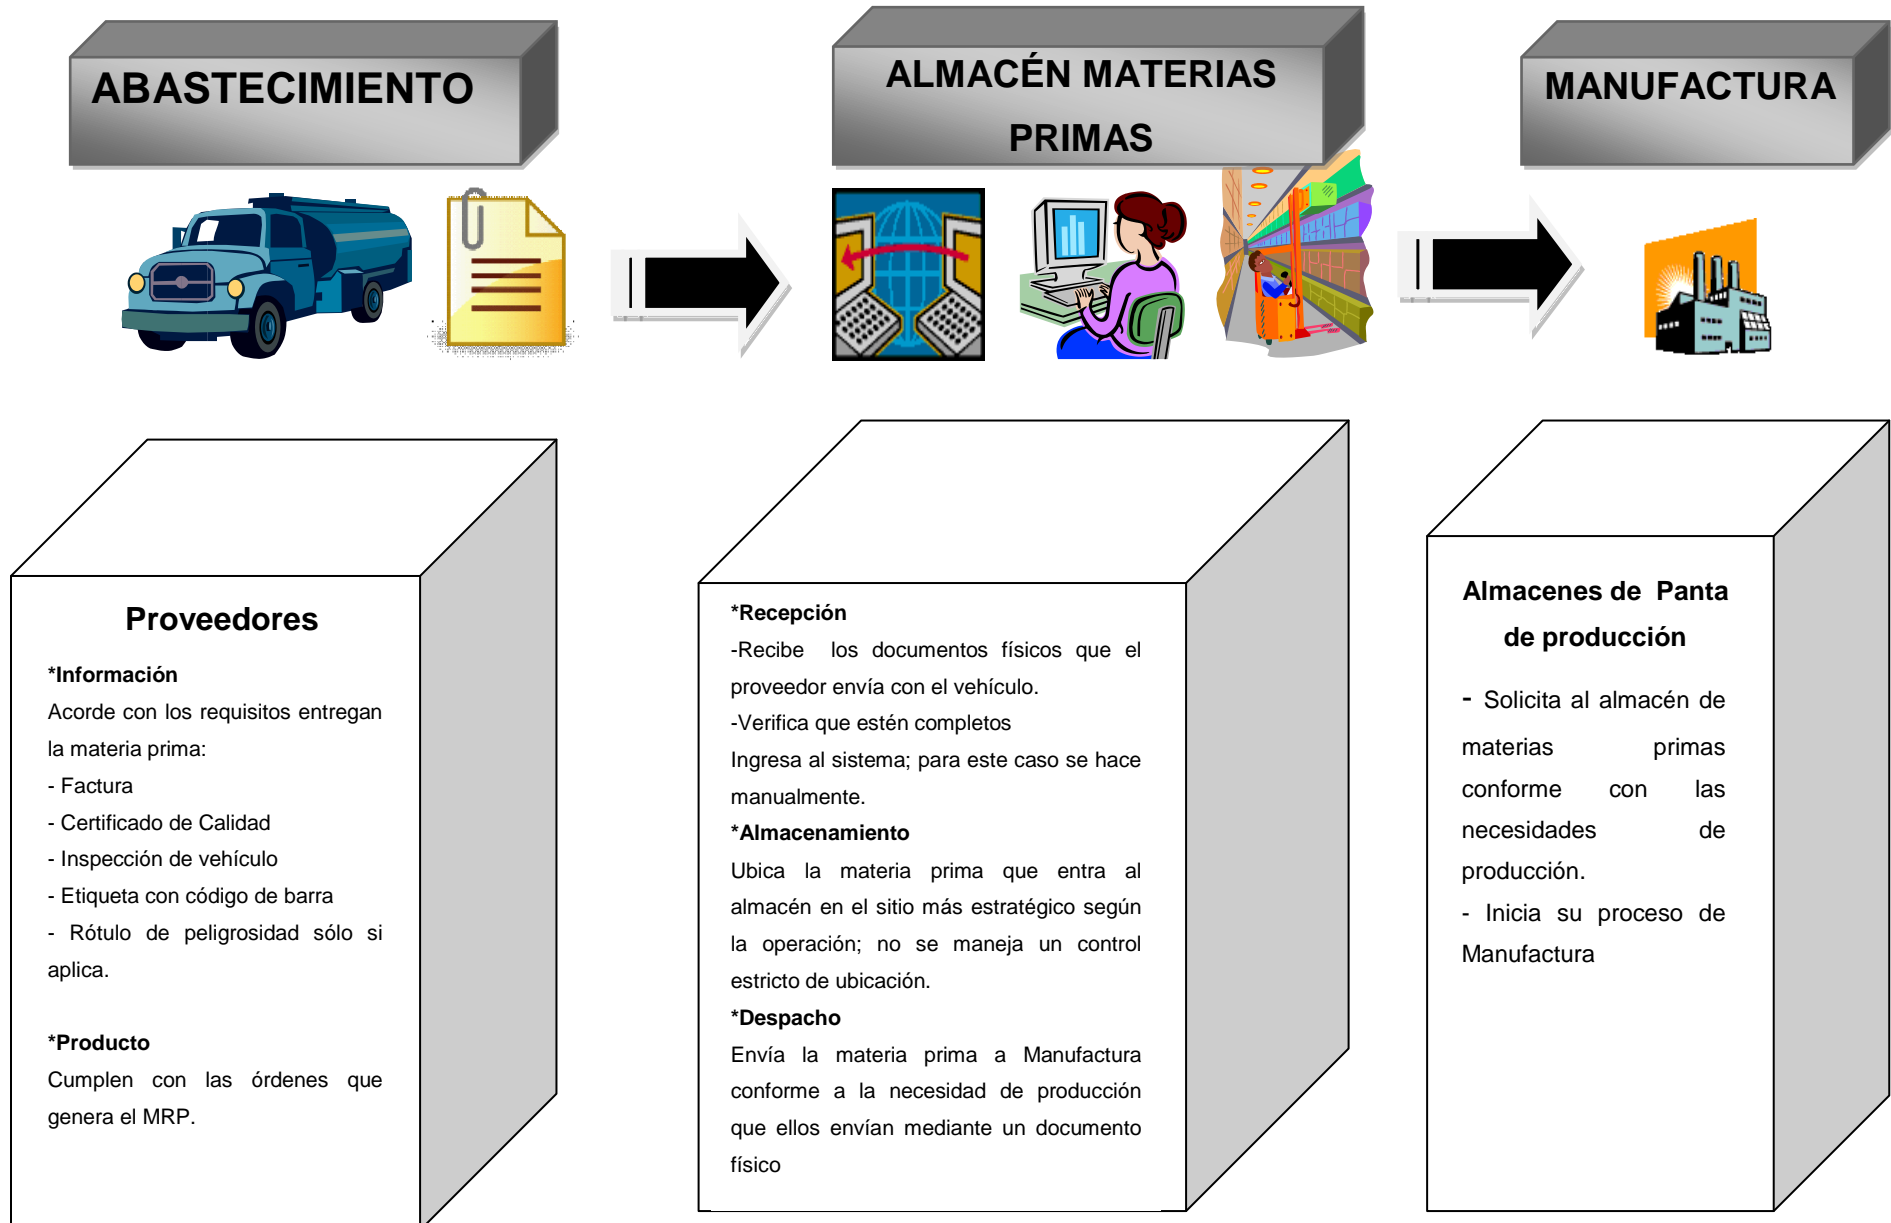 ABASTECIMIENTO
ALMACÉN MATERIAS
PRIMAS
MANUFACTURA
Proveedores
*Información
Acorde con los requisitos entregan
la materia prima:
- Factura
- Certificado de Calidad
- Inspección de vehículo
- Etiqueta con código de barra
- Rótulo de peligrosidad sólo si
aplica.
*Producto
Cumplen con las órdenes que
genera el MRP.
*Recepción
-Recibe los documentos físicos que el
proveedor envía con el vehículo.
-Verifica que estén completos
Ingresa al sistema; para este caso se hace
manualmente.
*Almacenamiento
Ubica la materia prima que entra al
almacén en el sitio más estratégico según
la operación; no se maneja un control
estricto de ubicación.
*Despacho
Envía la materia prima a Manufactura
conforme a la necesidad de producción
que ellos envían mediante un documento
físico
Almacenes de Panta
de producción
- Solicita al almacén de
materias primas
conforme con las
necesidades de
producción.
- Inicia su proceso de
Manufactura